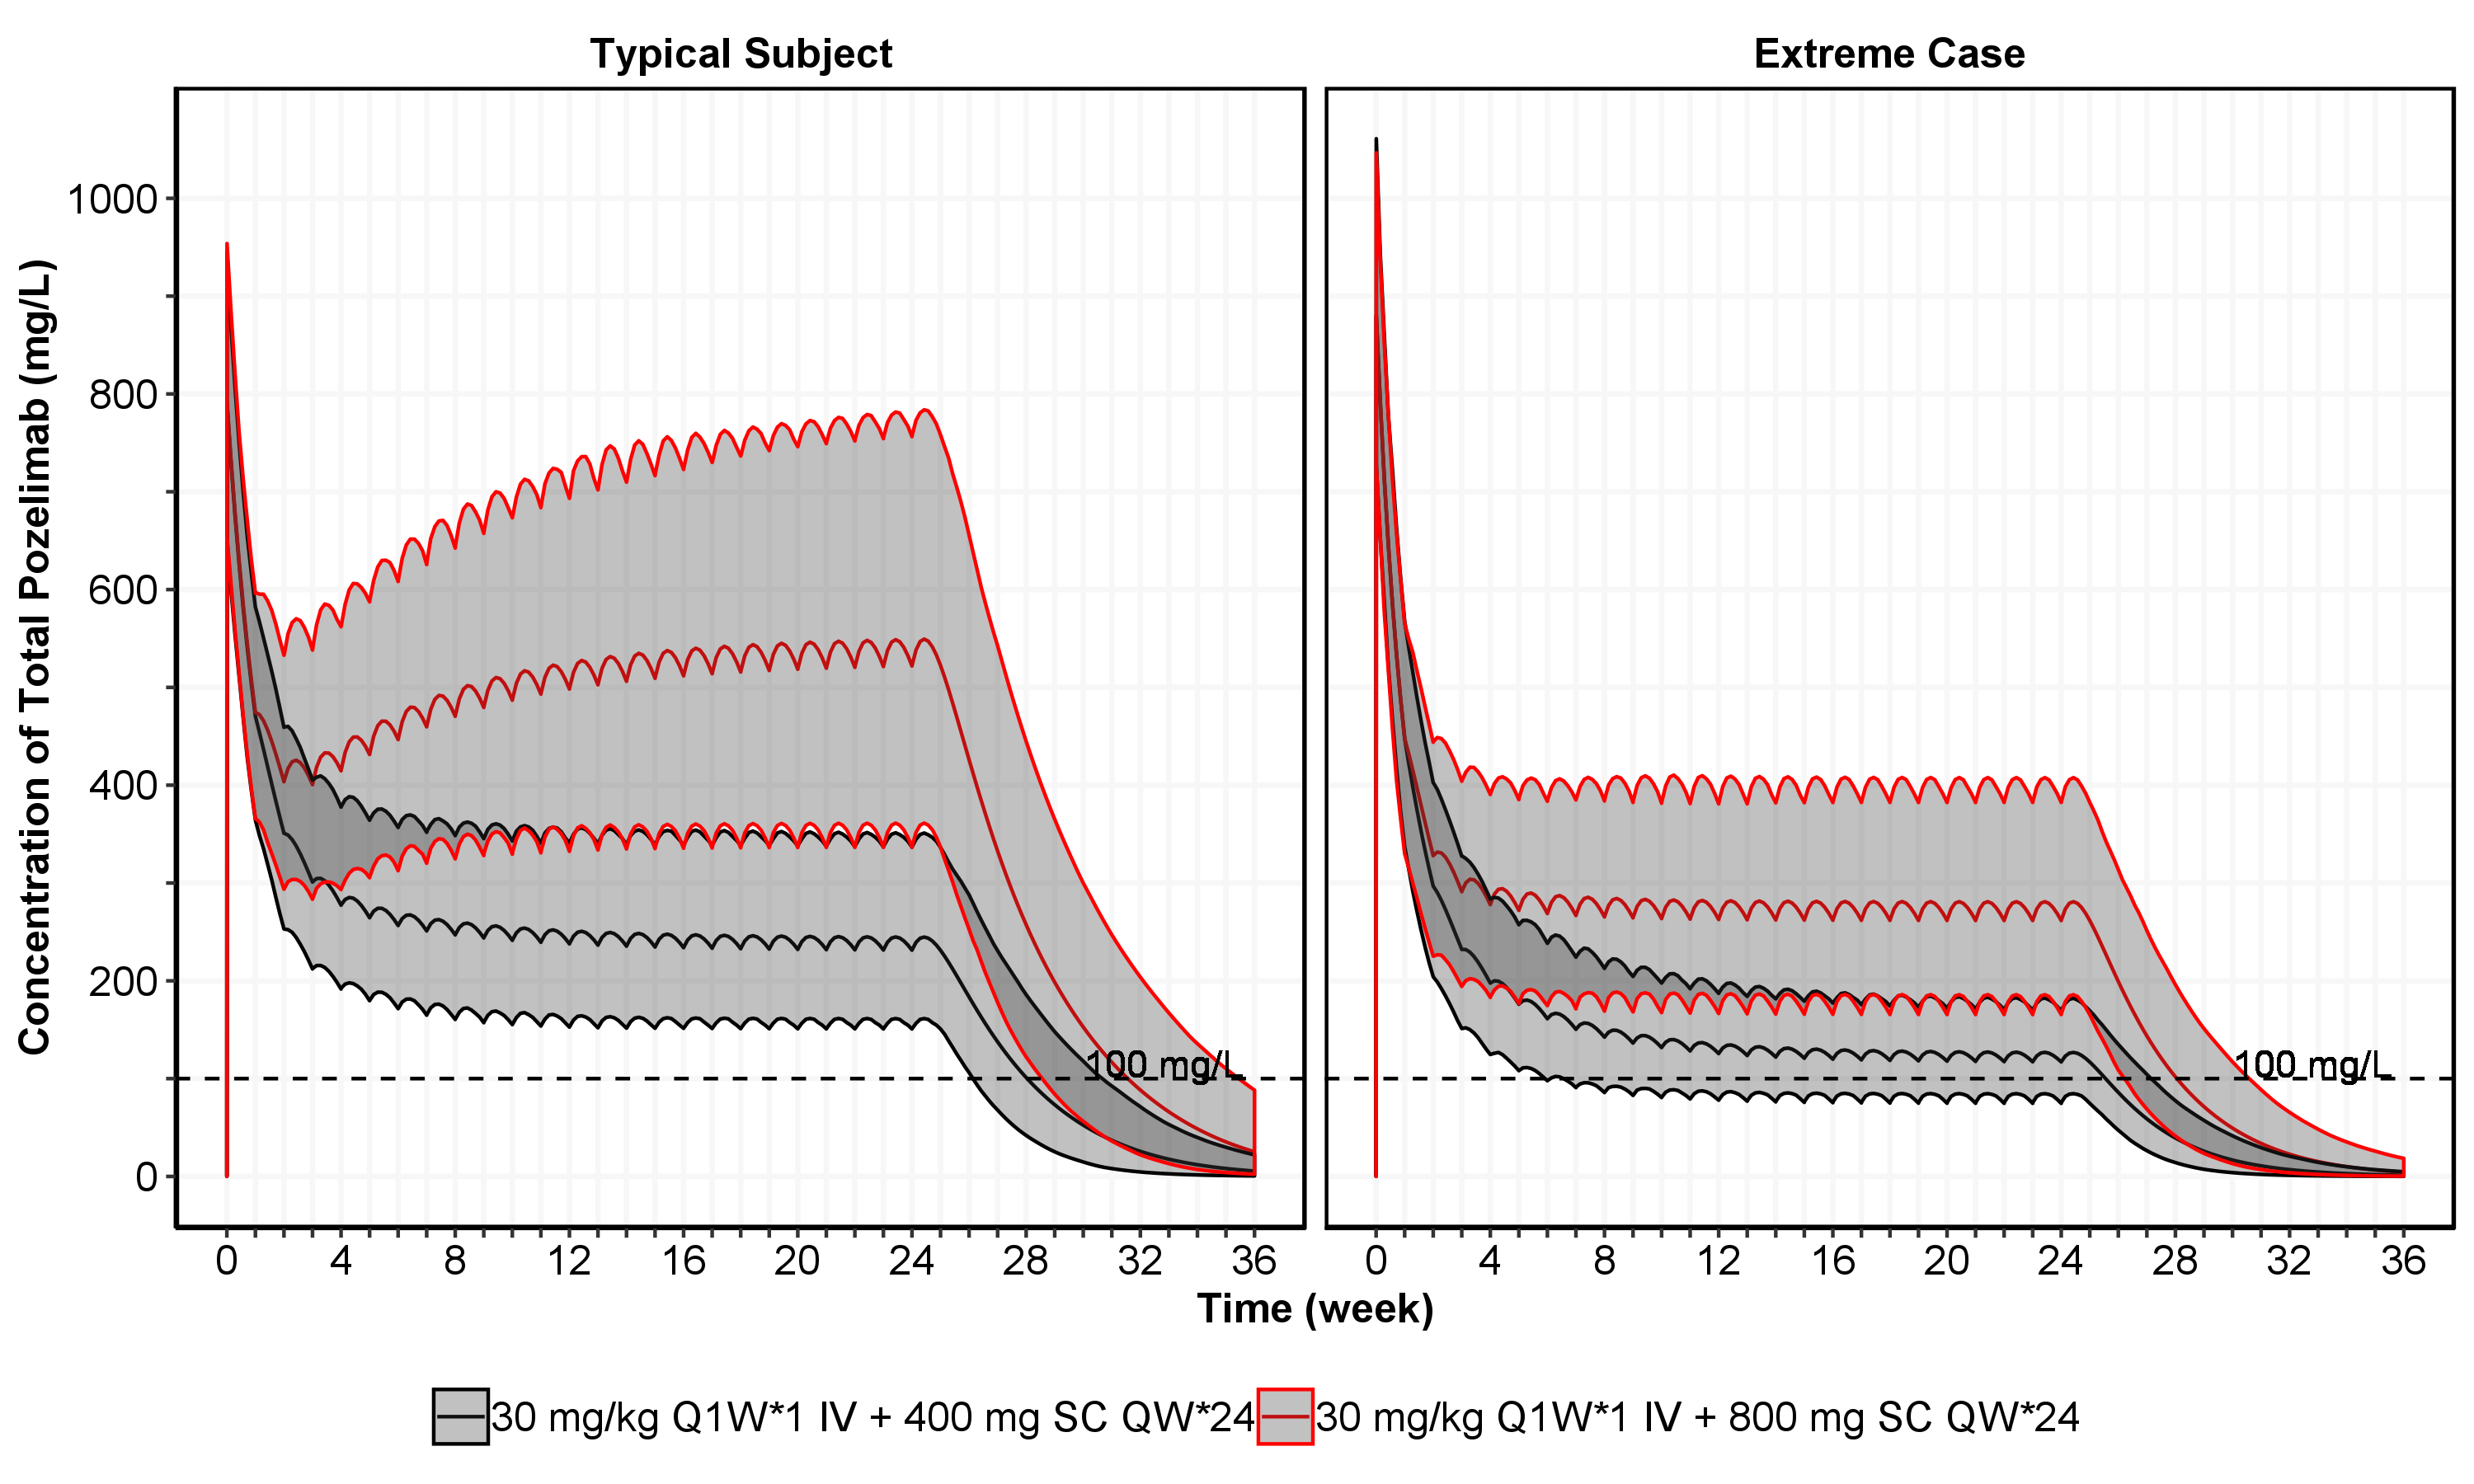 Typical Subject
Extreme Case
Concentration of Total Pozelimab (mg/L)
1000
800
600
400
200
0
100 mg/L
100 mg/L
0 4 8 12 16 20 24 28 32 36
0 4 8 12 16 20 24 28 32 36
Time (week)
30 mg/kg Q1W*1 IV + 400 mg SC QW*24
30 mg/kg Q1W*1 IV + 800 mg SC QW*24